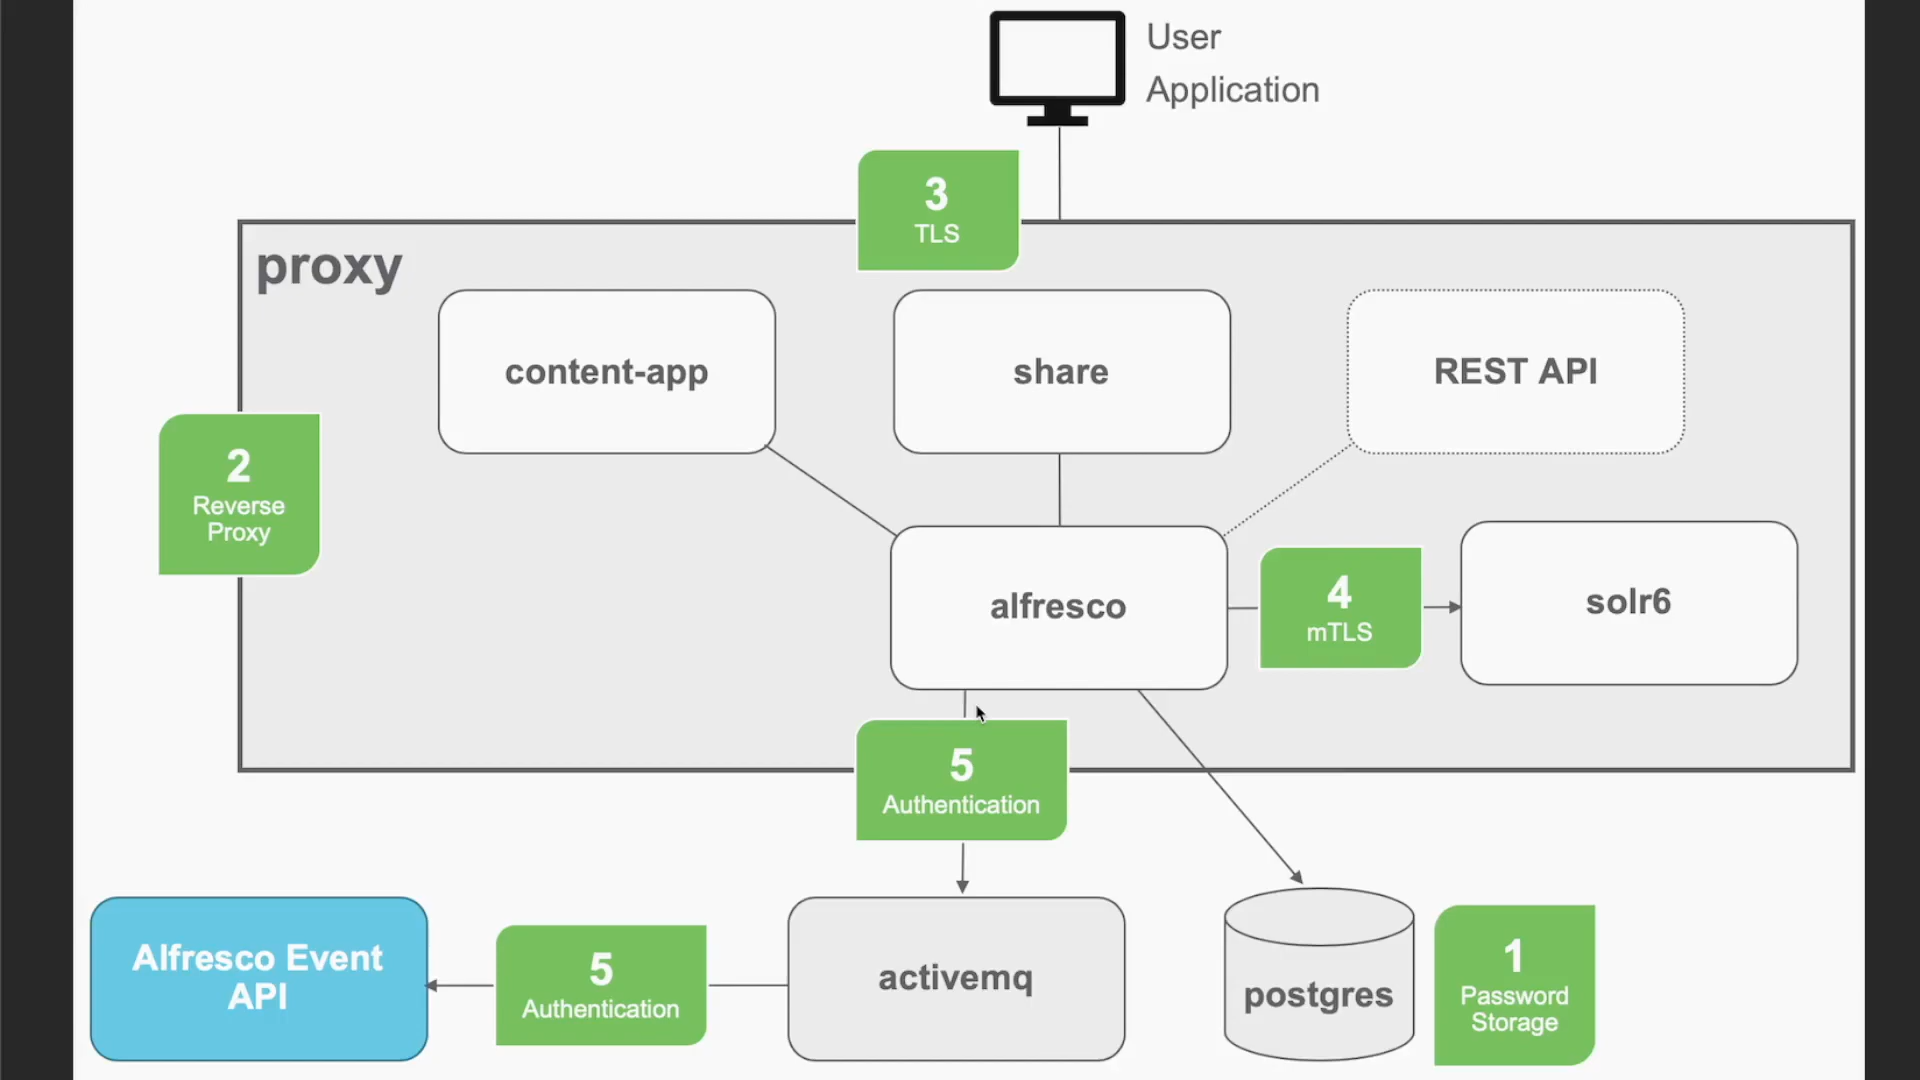 User
Application
3
TLS
proxy
content-app
share
REST API
2
Reverse
Proxy
alfresco
4
mTLS
solr6
5
Authentication
Alfresco Event
API
5
Authentication
activemq
postgres
1
Password
Storage